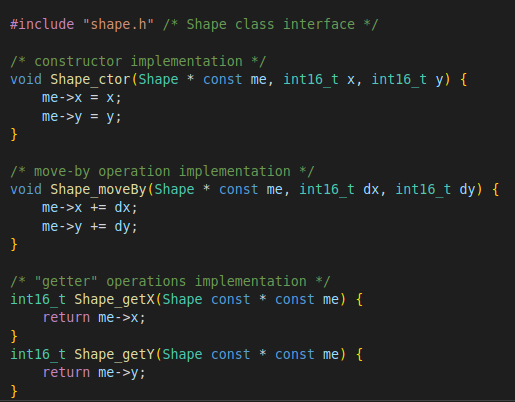 #include "shape.h" /* Shape class interface */

/* constructor implementation */
void Shape_ctor(Shape * const me, int16_t x, int16_t y) {
    me->x = x;
    me->y = y;
}

/* move-by operation implementation */
void Shape_moveBy(Shape * const me, int16_t dx, int16_t dy) {
    me->x += dx;
    me->y += dy;
}

/* "getter" operations implementation */
int16_t Shape_getX(Shape const * const me) {
    return me->x;
}
int16_t Shape_getY(Shape const * const me) {
    return me->y;
}